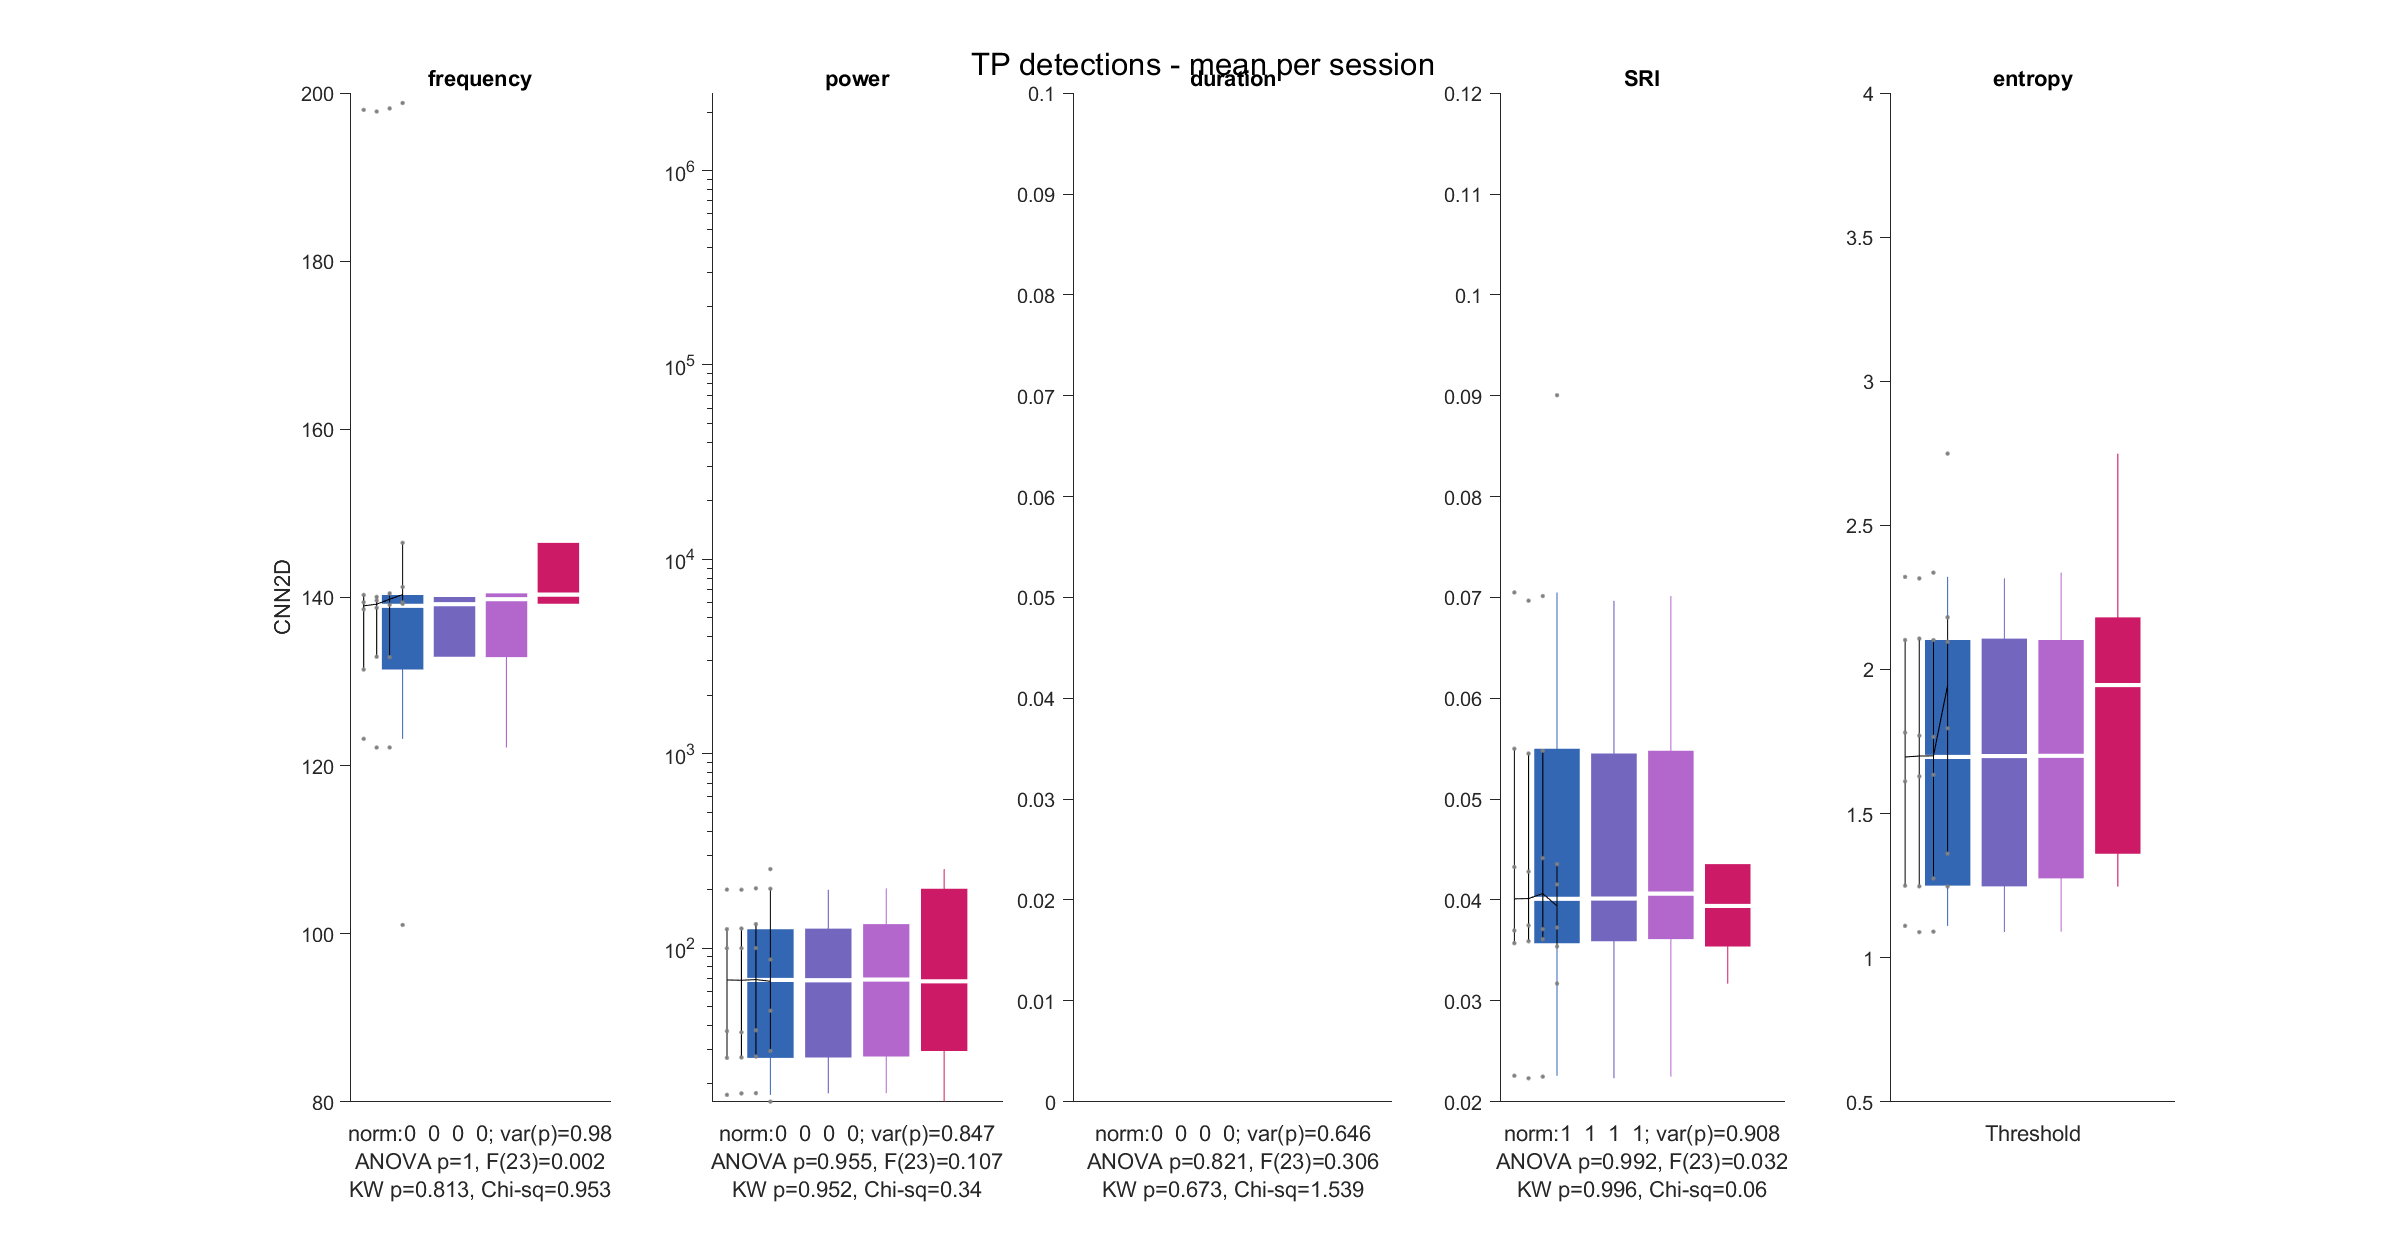 TP detections - mean per session
frequency
power
duration
SRI
entropy
CNN2D
200
180
160
140
120
100
80
10^6
10^5
10^4
10^3
10^2
0.1
0.09
0.08
0.07
0.06
0.05
0.04
0.03
0.02
0.01
0
0.12
0.11
0.1
0.09
0.08
0.07
0.06
0.05
0.04
0.03
0.02
4
3.5
3
2.5
2
1.5
1
0.5
norm:0 0 0 0; var(p)=0.98
ANOVA p=1, F(23)=0.002
KW p=0.813, Chi-sq=0.953
norm:0 0 0 0; var(p)=0.847
ANOVA p=0.955, F(23)=0.107
KW p=0.952, Chi-sq=0.34
norm:0 0 0 0; var(p)=0.646
ANOVA p=0.821, F(23)=0.306
KW p=0.673, Chi-sq=1.539
norm:1 1 1 1; var(p)=0.908
ANOVA p=0.992, F(23)=0.032
KW p=0.996, Chi-sq=0.06
Threshold